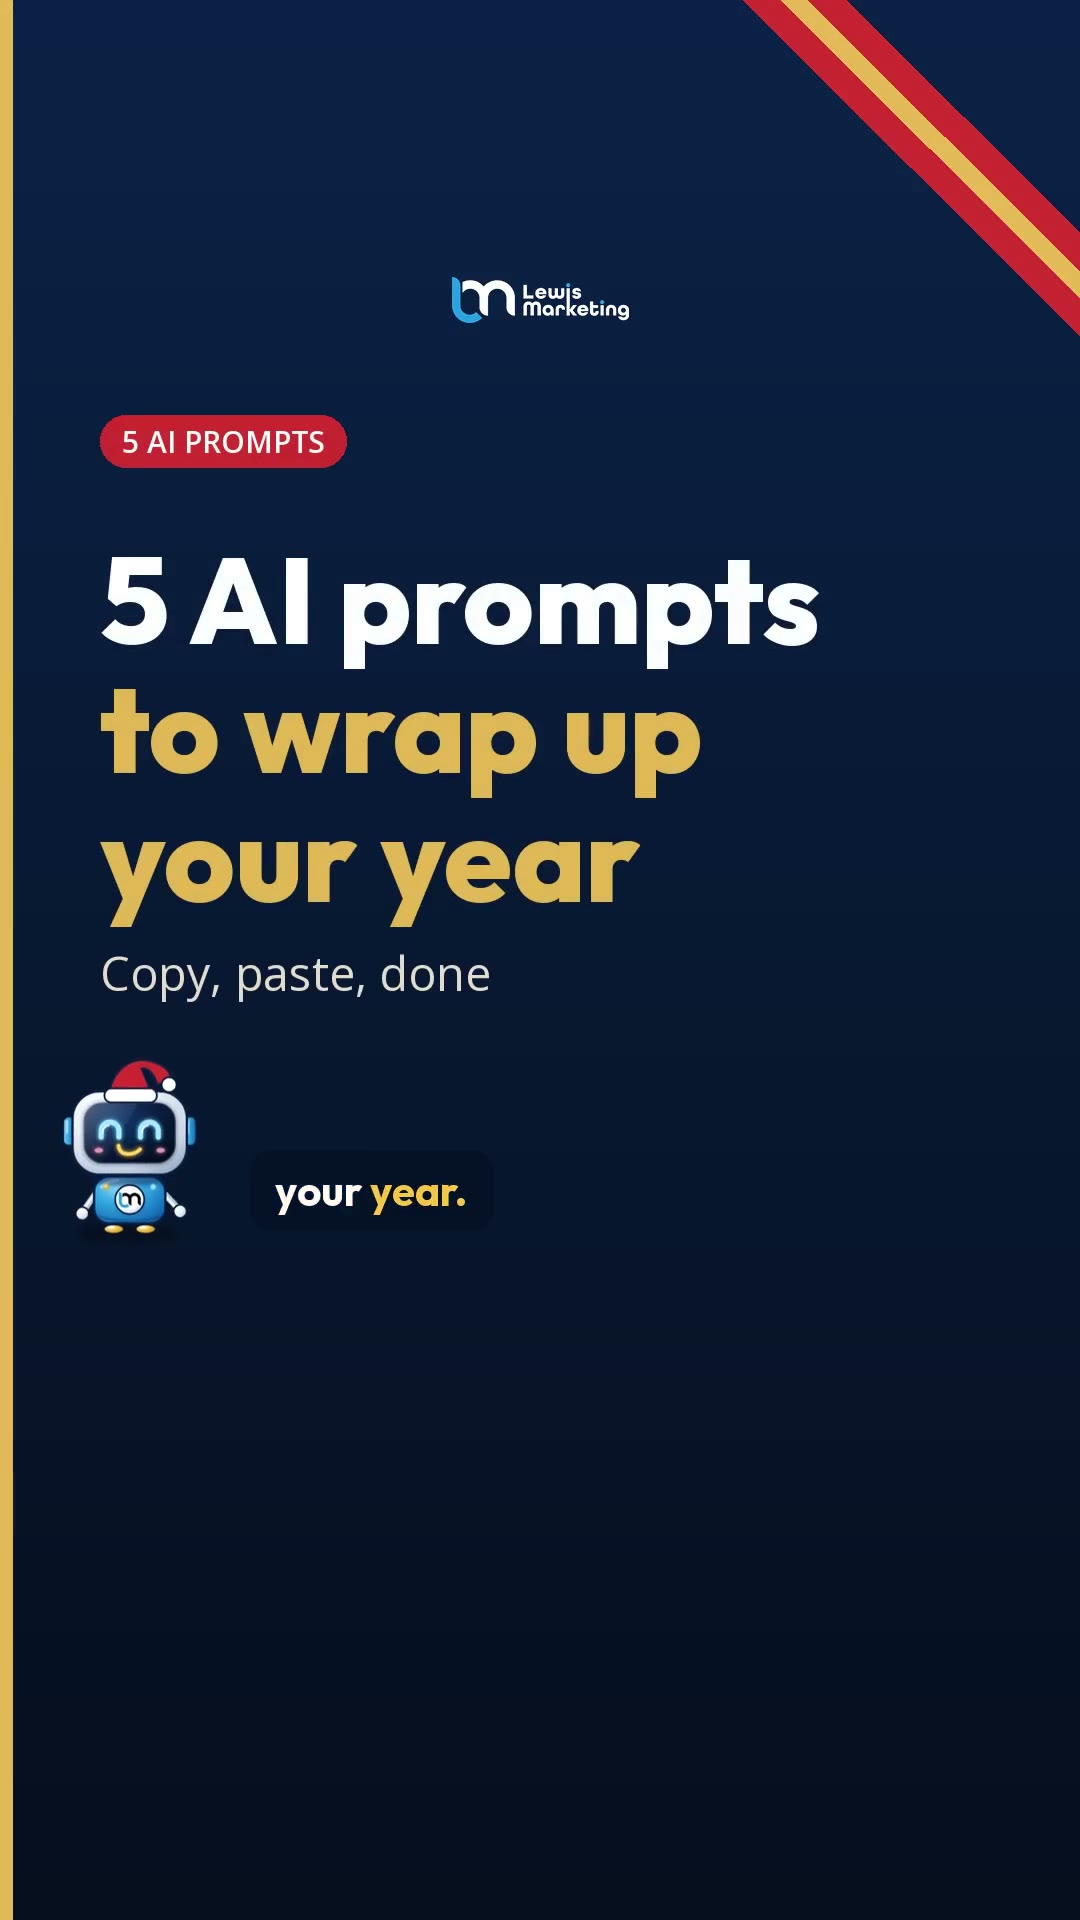 Lewis
Marketing
5 AI PROMPTS
5 AI prompts
to wrap up
your year
Copy, paste, done
your year.